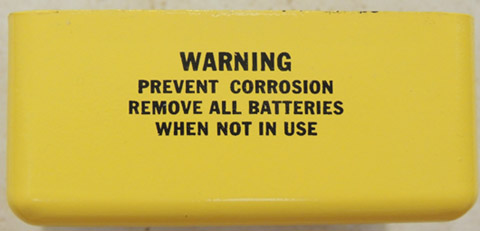 WARNING
PREVENT CORROSION
REMOVE ALL BATTERIES
WHEN NOT IN USE